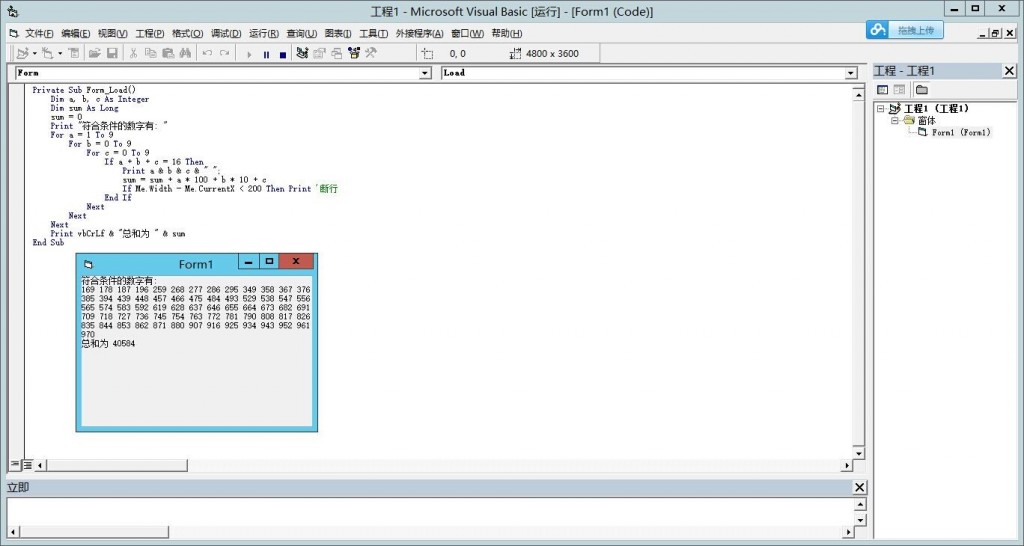 工程1 - Microsoft Visual Basic [运行] - [Form1 (Code)]
文件(F) 编辑(E) 视图(V) 工程(P) 格式(O) 调试(D) 运行(R) 查询(U) 图表(I) 工具(T) 外接程序(A) 窗口(W) 帮助(H)
拖拽上传
0, 0 4800 x 3600
Form Load
工程 - 工程1
Private Sub Form_Load()
Dim a, b, c As Integer
Dim sum As Long
sum = 0
Print "符合条件的数字有: "
For a = 1 To 9
For b = 0 To 9
For c = 0 To 9
If a + b + c = 16 Then
Print a & b & c & " ";
sum = sum + a * 100 + b * 10 + c
If Me.Width - Me.CurrentX < 200 Then Print '断行
End If
Next
Next
Next
Print vbCrLf & "总和为 " & sum
End Sub
工程1 (工程1)
窗体
Form1 (Form1)
Form1
符合条件的数字有:
169 178 187 196 259 268 277 286 295 349 358 367 376
385 394 439 448 457 466 475 484 493 529 538 547 556
565 574 583 592 619 628 637 646 655 664 673 682 691
709 718 727 736 745 754 763 772 781 790 808 817 826
835 844 853 862 871 880 907 916 925 934 943 952 961
970
总和为 40584
立即